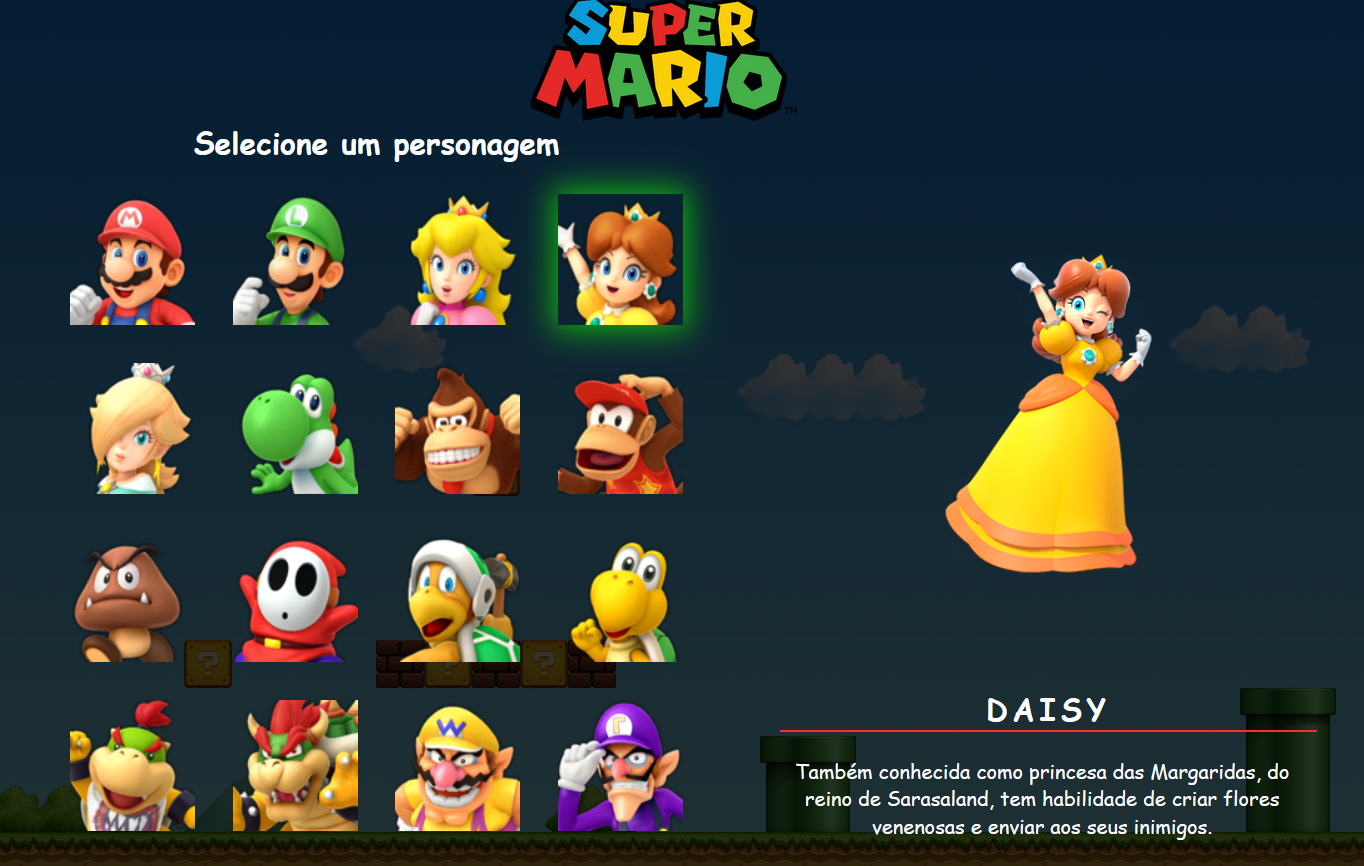 SUPER
MARIO™
Selecione um personagem
M
L
W
Γ
?
?
?
DAISY
Também conhecida como princesa das Margaridas, do
reino de Sarasaland, tem habilidade de criar flores
venenosas e enviar aos seus inimigos.